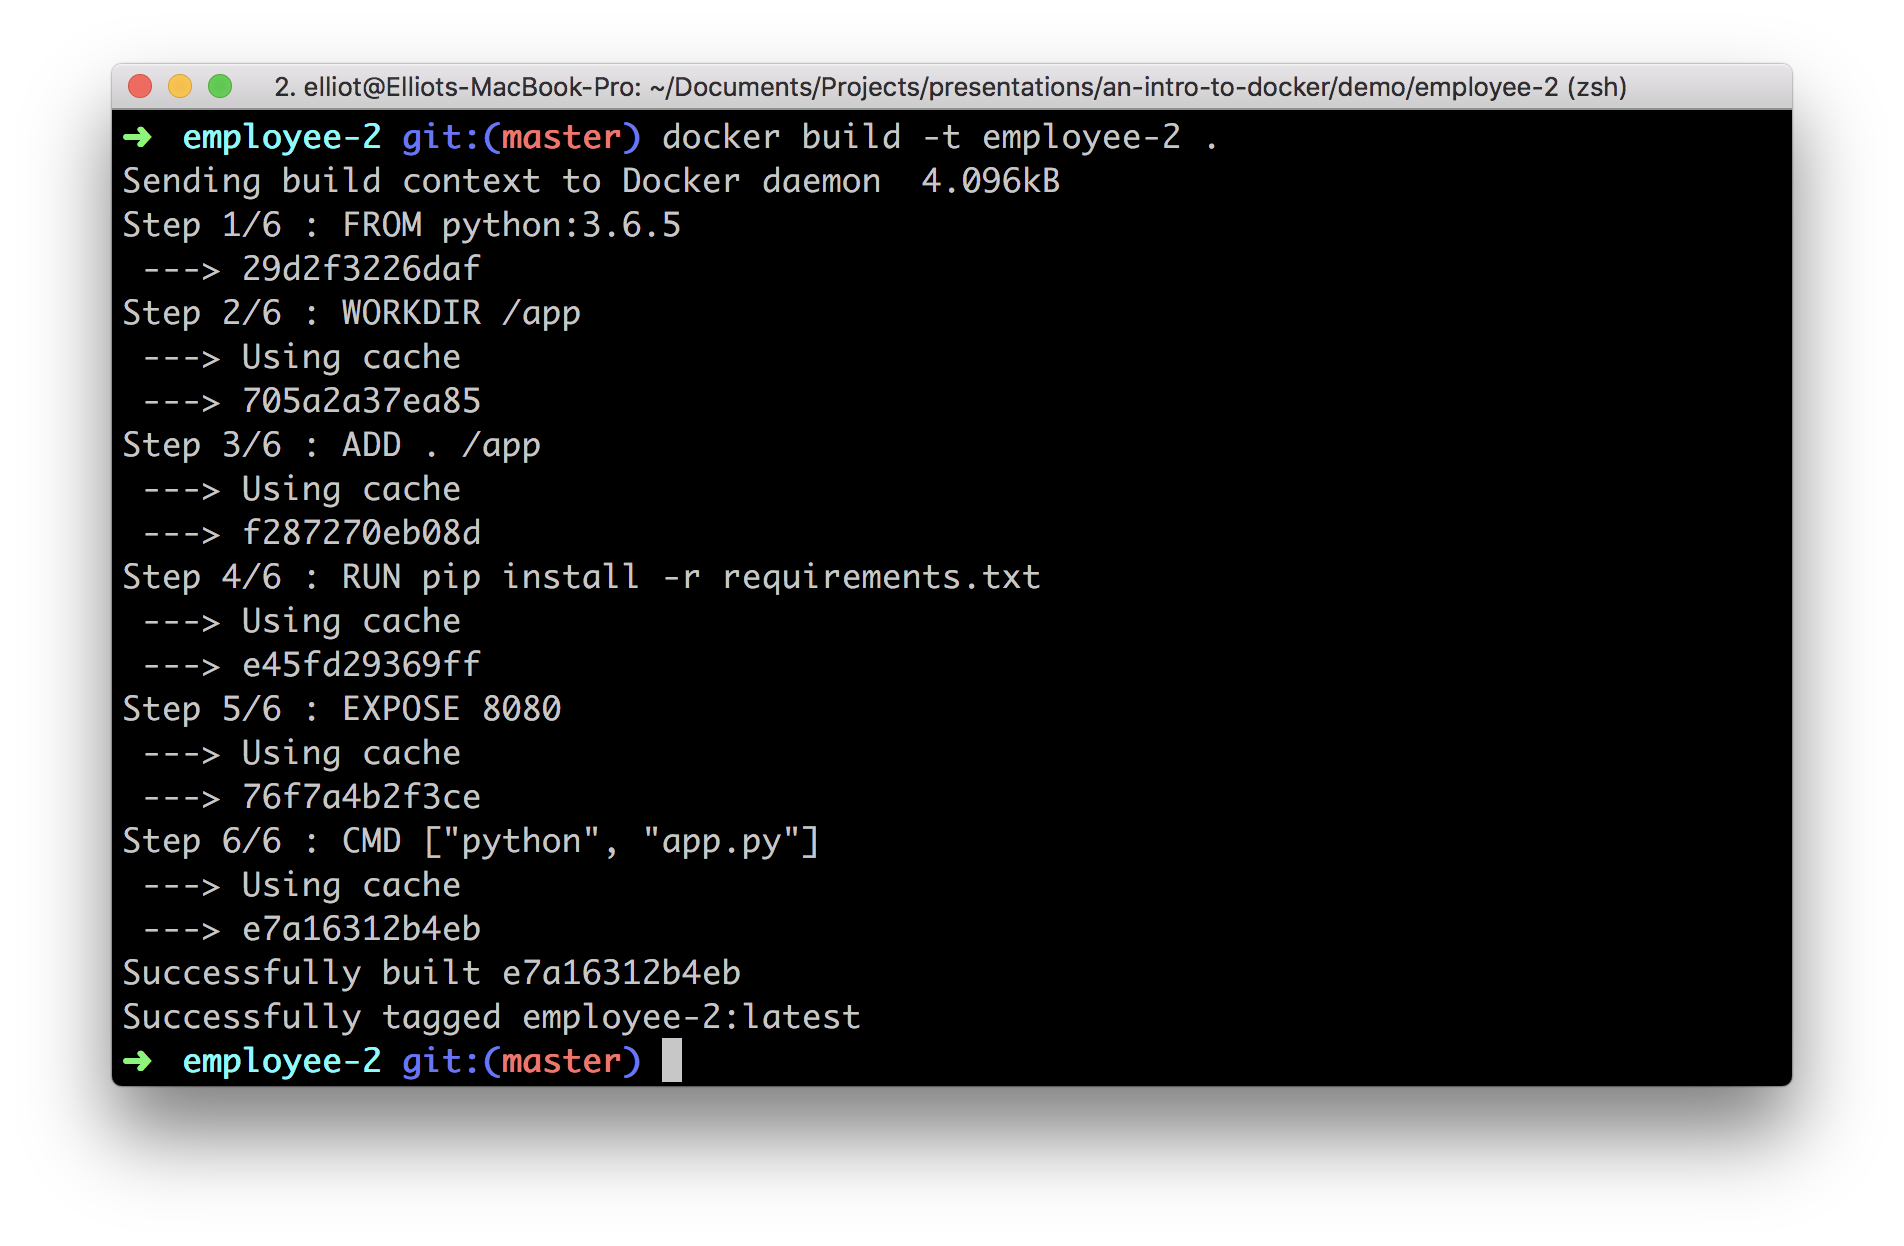 2. elliot@Elliots-MacBook-Pro: ~/Documents/Projects/presentations/an-intro-to-docker/demo/employee-2 (zsh)
➜  employee-2 git:(master) docker build -t employee-2 .
Sending build context to Docker daemon  4.096kB
Step 1/6 : FROM python:3.6.5
 ---> 29d2f3226daf
Step 2/6 : WORKDIR /app
 ---> Using cache
 ---> 705a2a37ea85
Step 3/6 : ADD . /app
 ---> Using cache
 ---> f287270eb08d
Step 4/6 : RUN pip install -r requirements.txt
 ---> Using cache
 ---> e45fd29369ff
Step 5/6 : EXPOSE 8080
 ---> Using cache
 ---> 76f7a4b2f3ce
Step 6/6 : CMD ["python", "app.py"]
 ---> Using cache
 ---> e7a16312b4eb
Successfully built e7a16312b4eb
Successfully tagged employee-2:latest
➜  employee-2 git:(master)